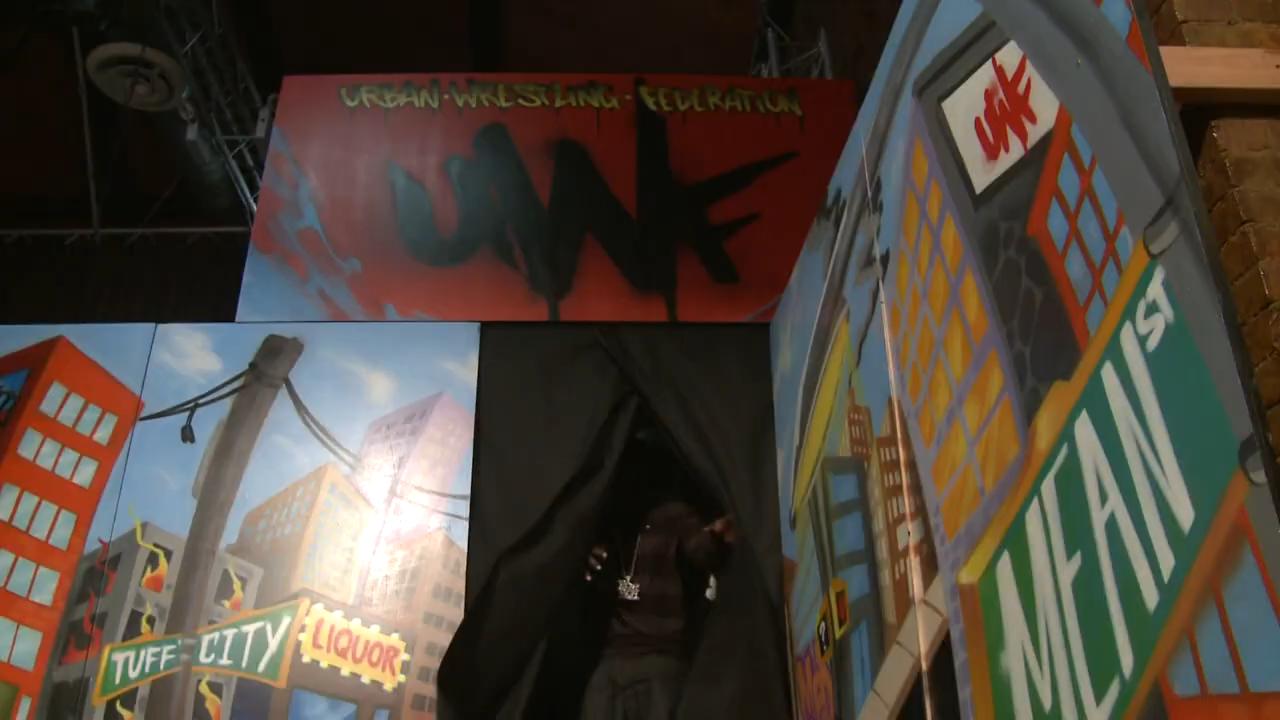 URBAN·WRESTLING·FEDERATION
UWF
UWF
MEAN ST
TUFF CITY
LIQUOR
?